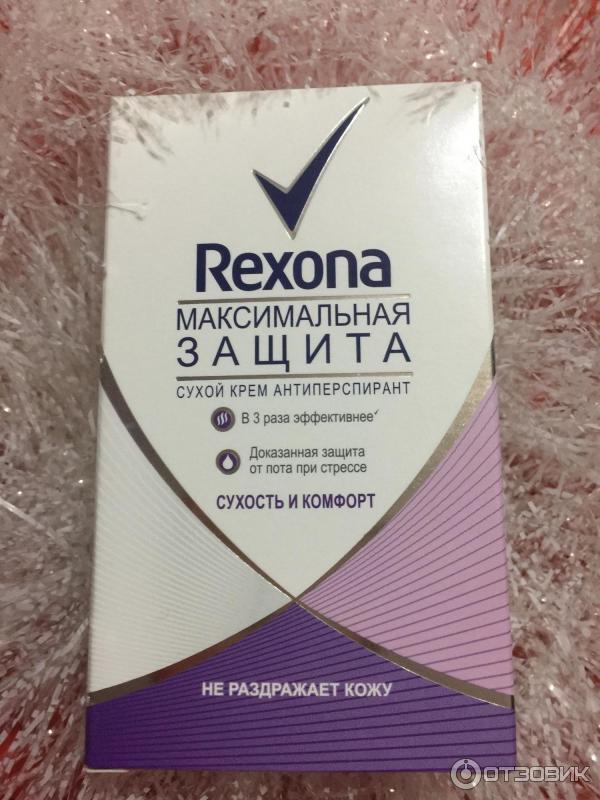 Rexona
МАКСИМАЛЬНАЯ
ЗАЩИТА
СУХОЙ КРЕМ АНТИПЕРСПИРАНТ
В 3 раза эффективнее✓
Доказанная защита
от пота при стрессе
СУХОСТЬ И КОМФОРТ
НЕ РАЗДРАЖАЕТ КОЖУ
ОТЗОВИК